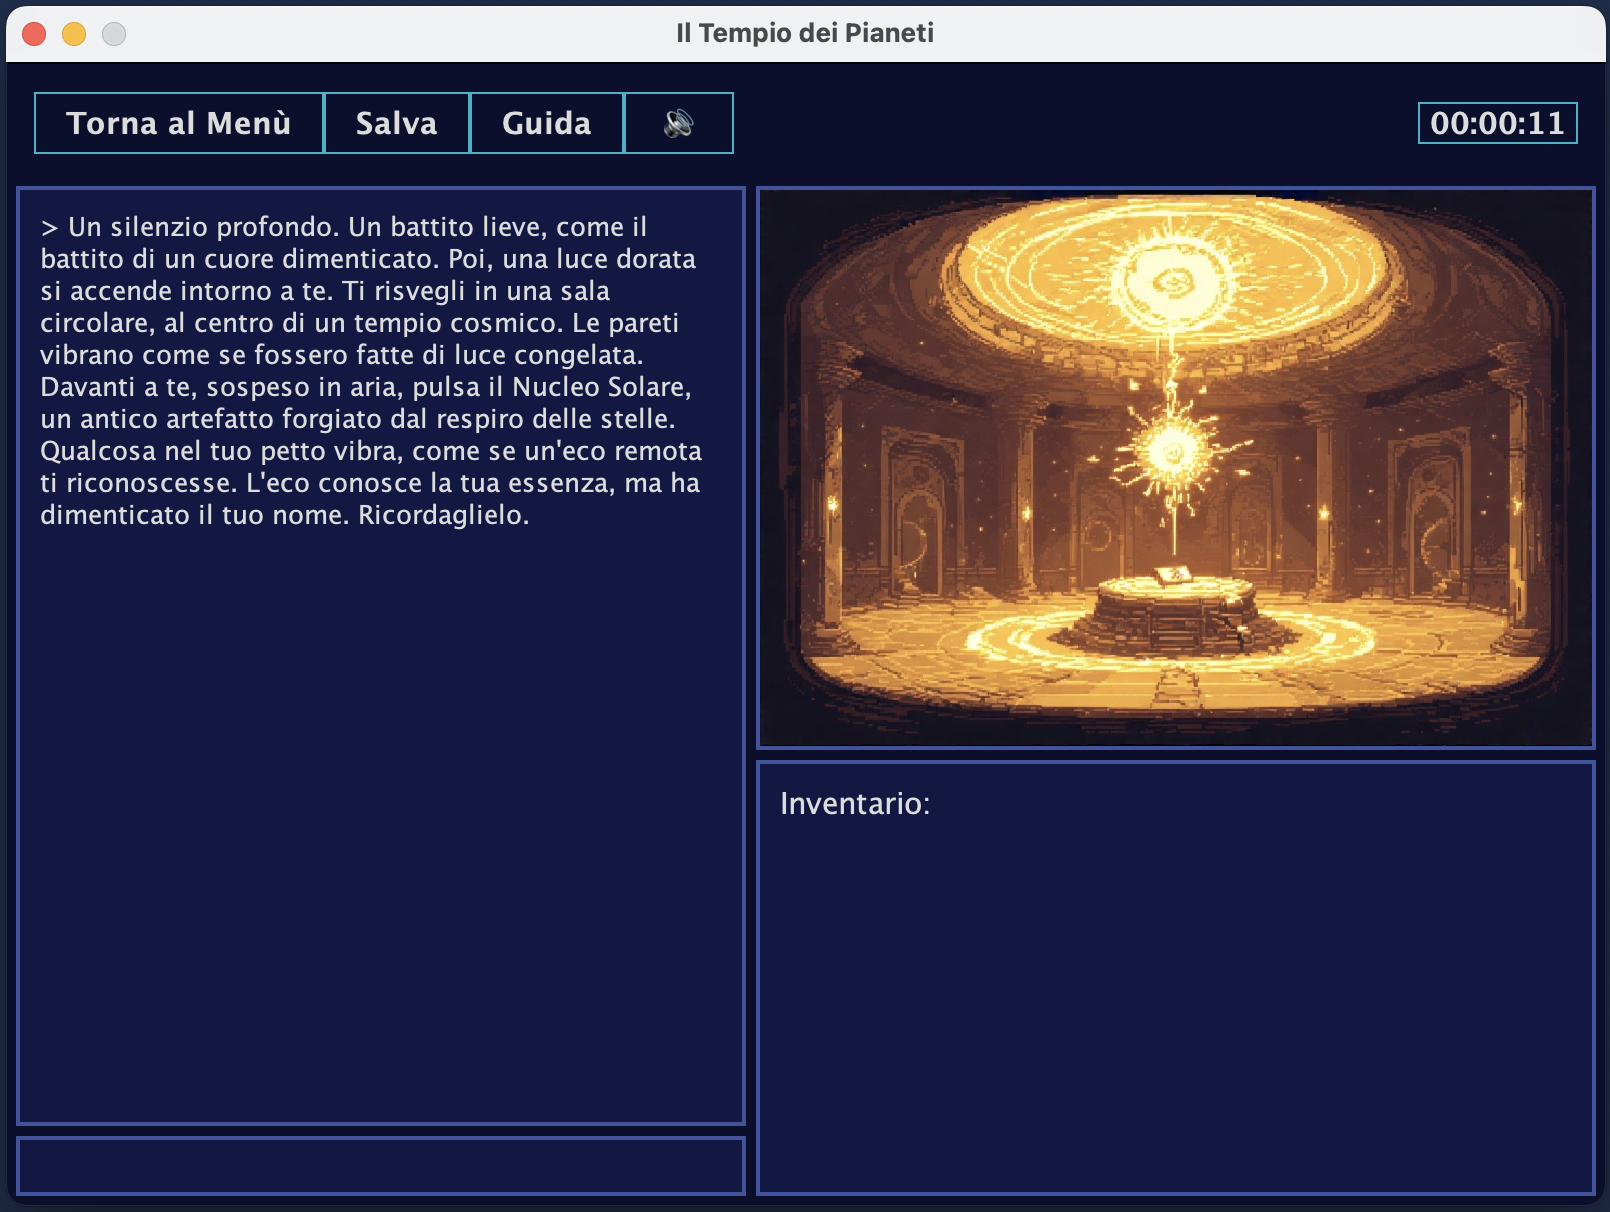 Il Tempio dei Pianeti
Torna al Menù
Salva
Guida
00:00:11
> Un silenzio profondo. Un battito lieve, come il
battito di un cuore dimenticato. Poi, una luce dorata
si accende intorno a te. Ti risvegli in una sala
circolare, al centro di un tempio cosmico. Le pareti
vibrano come se fossero fatte di luce congelata.
Davanti a te, sospeso in aria, pulsa il Nucleo Solare,
un antico artefatto forgiato dal respiro delle stelle.
Qualcosa nel tuo petto vibra, come se un'eco remota
ti riconoscesse. L'eco conosce la tua essenza, ma ha
dimenticato il tuo nome. Ricordaglielo.
Inventario: